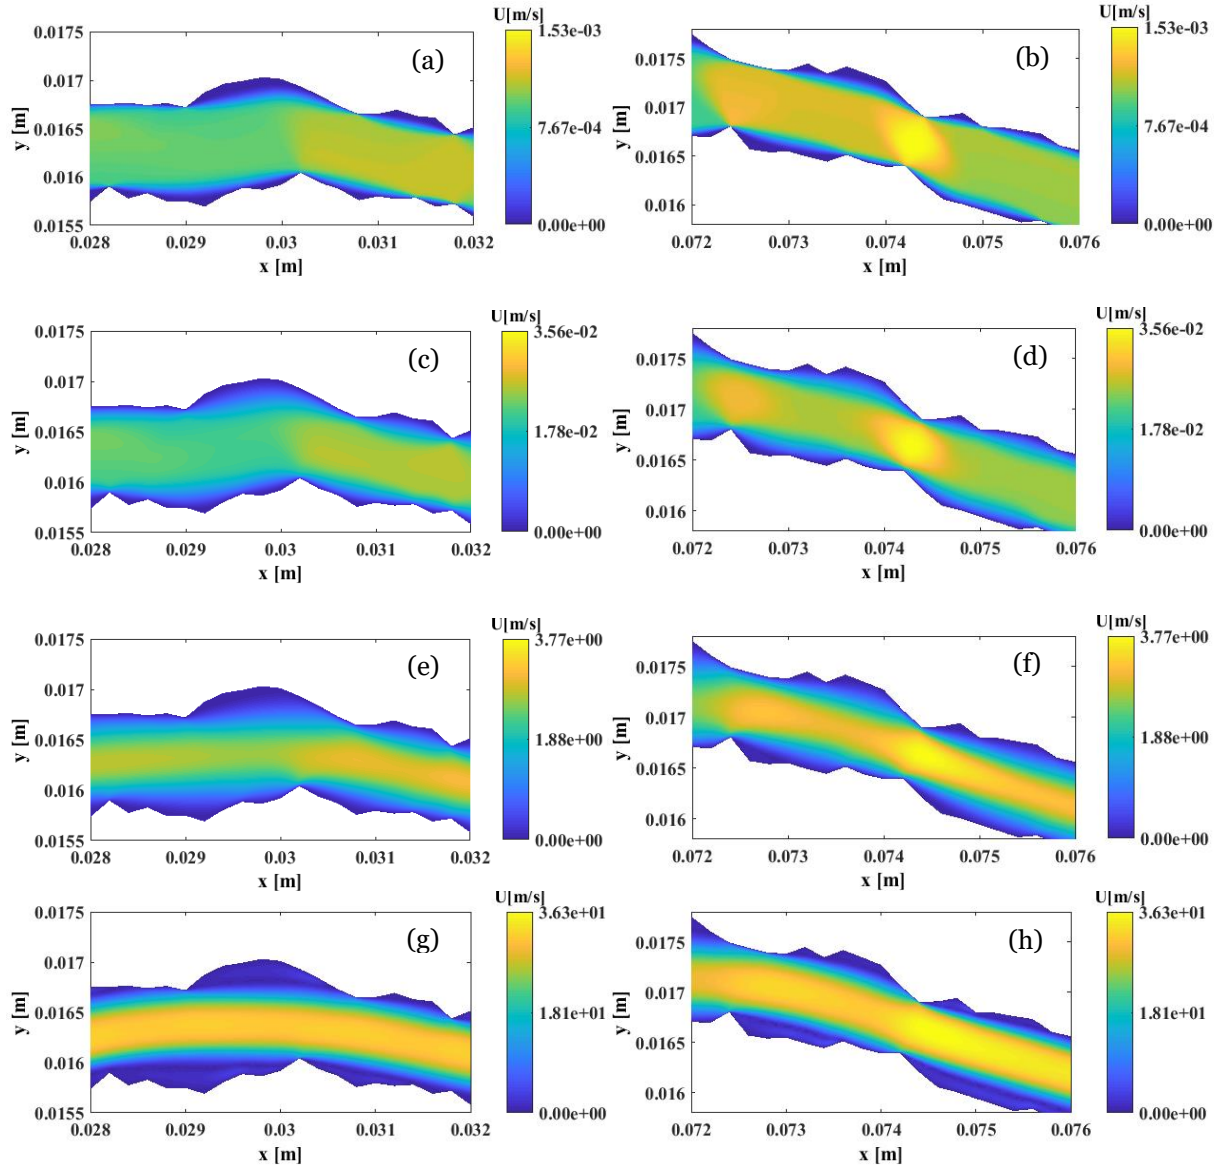 U[m/s]
0.0175
0.017
0.0165
0.016
0.0155
y [m]
(a)
1.53e-03
7.67e-04
0.00e+00
0.028 0.029 0.03 0.031 0.032
x [m]
U[m/s]
0.0175
0.017
0.0165
0.016
y [m]
(b)
1.53e-03
7.67e-04
0.00e+00
0.072 0.073 0.074 0.075 0.076
x [m]
U[m/s]
0.0175
0.017
0.0165
0.016
0.0155
y [m]
(c)
3.56e-02
1.78e-02
0.00e+00
0.028 0.029 0.03 0.031 0.032
x [m]
U[m/s]
0.0175
0.017
0.0165
0.016
y [m]
(d)
3.56e-02
1.78e-02
0.00e+00
0.072 0.073 0.074 0.075 0.076
x [m]
U[m/s]
0.0175
0.017
0.0165
0.016
0.0155
y [m]
(e)
3.77e+00
1.88e+00
0.00e+00
0.028 0.029 0.03 0.031 0.032
x [m]
U[m/s]
0.0175
0.017
0.0165
0.016
y [m]
(f)
3.77e+00
1.88e+00
0.00e+00
0.072 0.073 0.074 0.075 0.076
x [m]
U[m/s]
0.0175
0.017
0.0165
0.016
0.0155
y [m]
(g)
3.63e+01
1.81e+01
0.00e+00
0.028 0.029 0.03 0.031 0.032
x [m]
U[m/s]
0.0175
0.017
0.0165
0.016
y [m]
(h)
3.63e+01
1.81e+01
0.00e+00
0.072 0.073 0.074 0.075 0.076
x [m]